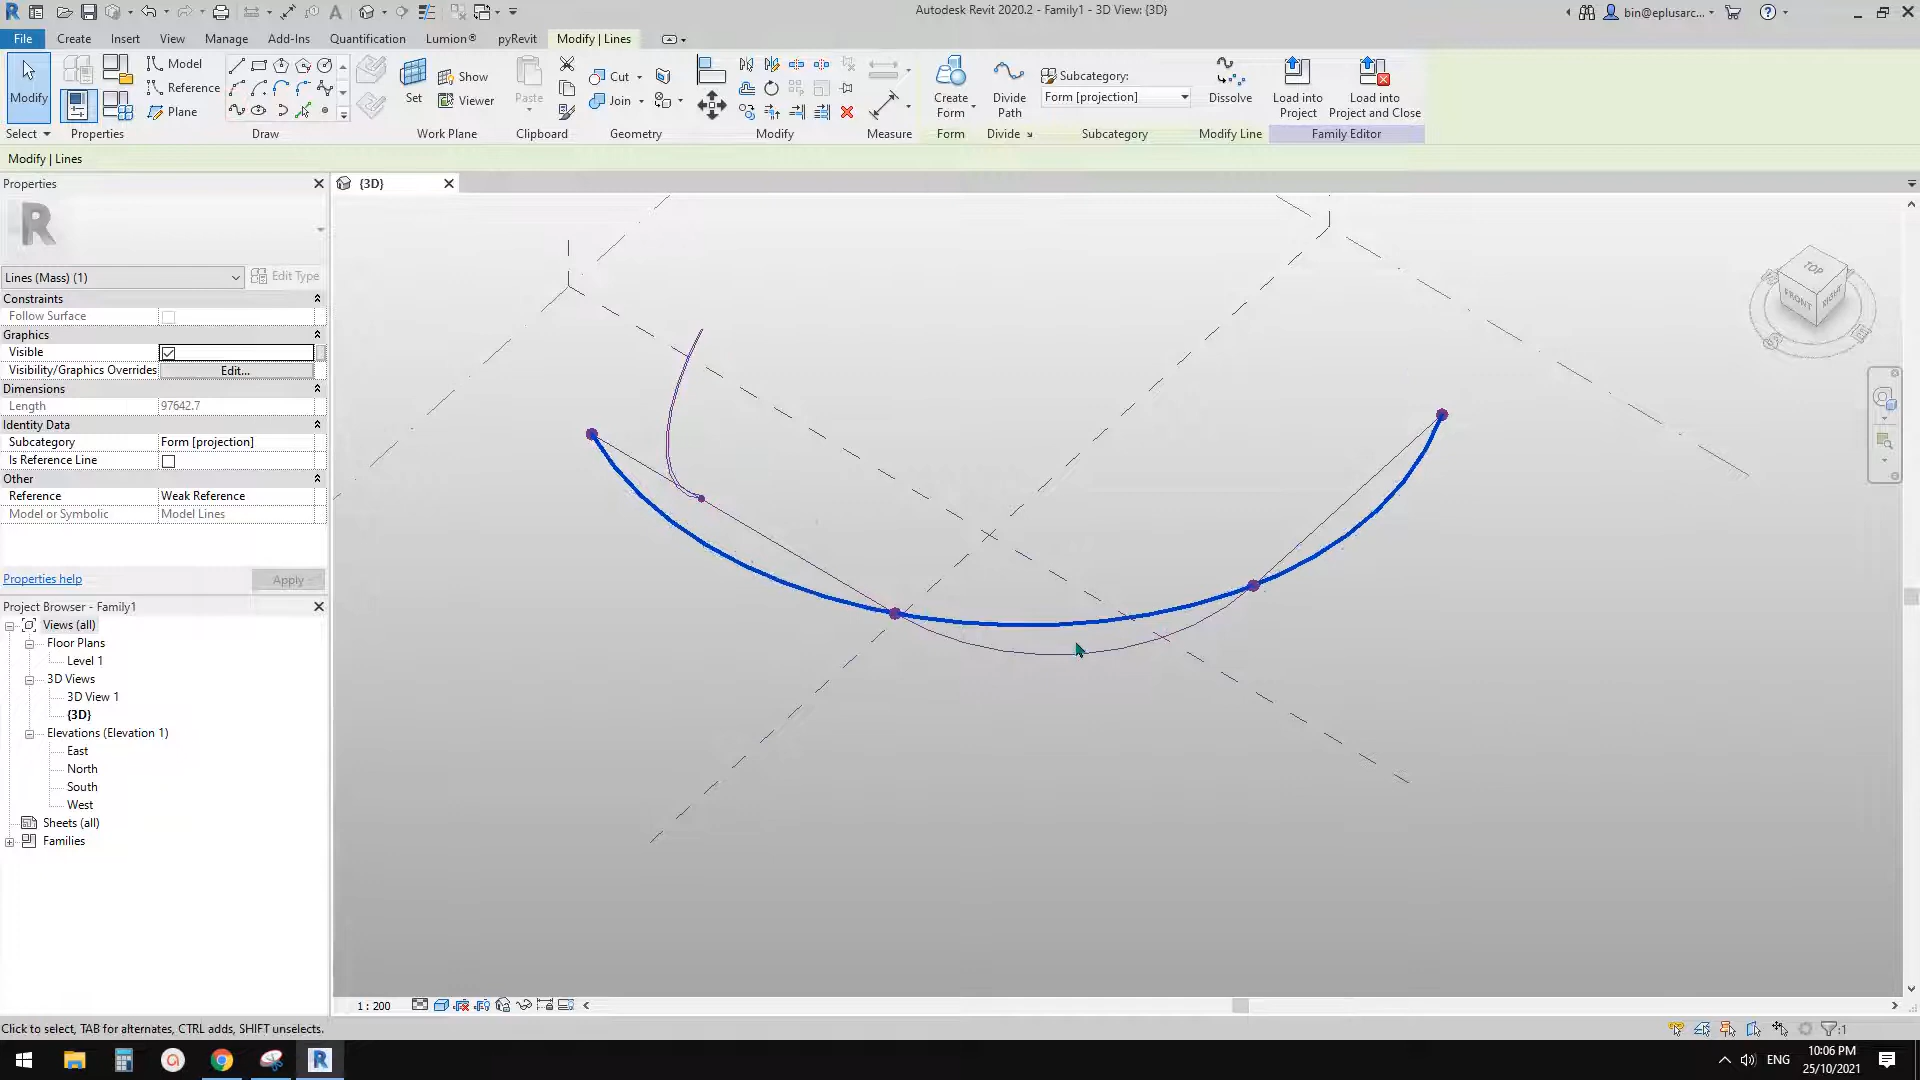 Autodesk Revit 2020.2 - Family1 - 3D View: {3D}
bin@eplusarc...
File
Create
Insert
View
Manage
Add-Ins
Quantification
Lumion®
pyRevit
Modify | Lines
Modify
Select
Properties
Model
Reference
Plane
Draw
Set
Show
Viewer
Work Plane
Paste
Clipboard
Cut
Join
Geometry
Modify
Measure
Create
Form
Form
Divide
Path
Divide
Subcategory:
Form [projection]
Subcategory
Dissolve
Modify Line
Load into
Project
Load into
Project and Close
Family Editor
Modify | Lines
Properties
R
{3D}
Lines (Mass) (1)
Edit Type
Constraints
Follow Surface
Graphics
Visible
Visibility/Graphics Overrides
Edit...
Dimensions
Length
97642.7
Identity Data
Subcategory
Form [projection]
Is Reference Line
Other
Reference
Weak Reference
Model or Symbolic
Model Lines
Properties help
Apply
Project Browser - Family1
Views (all)
Floor Plans
Level 1
3D Views
3D View 1
{3D}
Elevations (Elevation 1)
East
North
South
West
Sheets (all)
Families
TOP
FRONT
RIGHT
1 : 200
Click to select, TAB for alternates, CTRL adds, SHIFT unselects.
:1
ENG
10:06 PM
25/10/2021